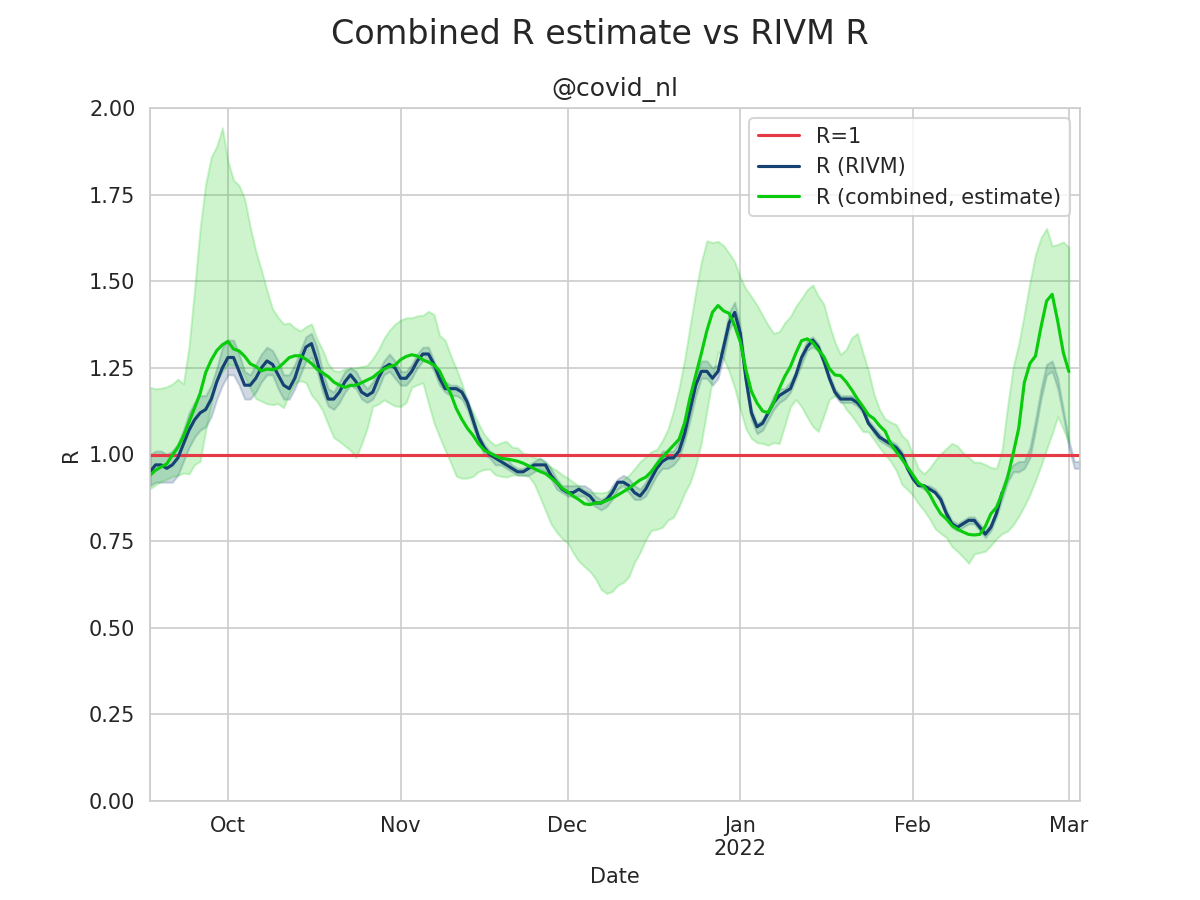 Combined R estimate vs RIVM R
@covid_nl
R=1
R (RIVM)
R (combined, estimate)
2.00
1.75
1.50
1.25
1.00
0.75
0.50
0.25
0.00
R
Oct Nov Dec Jan Feb Mar
2022
Date